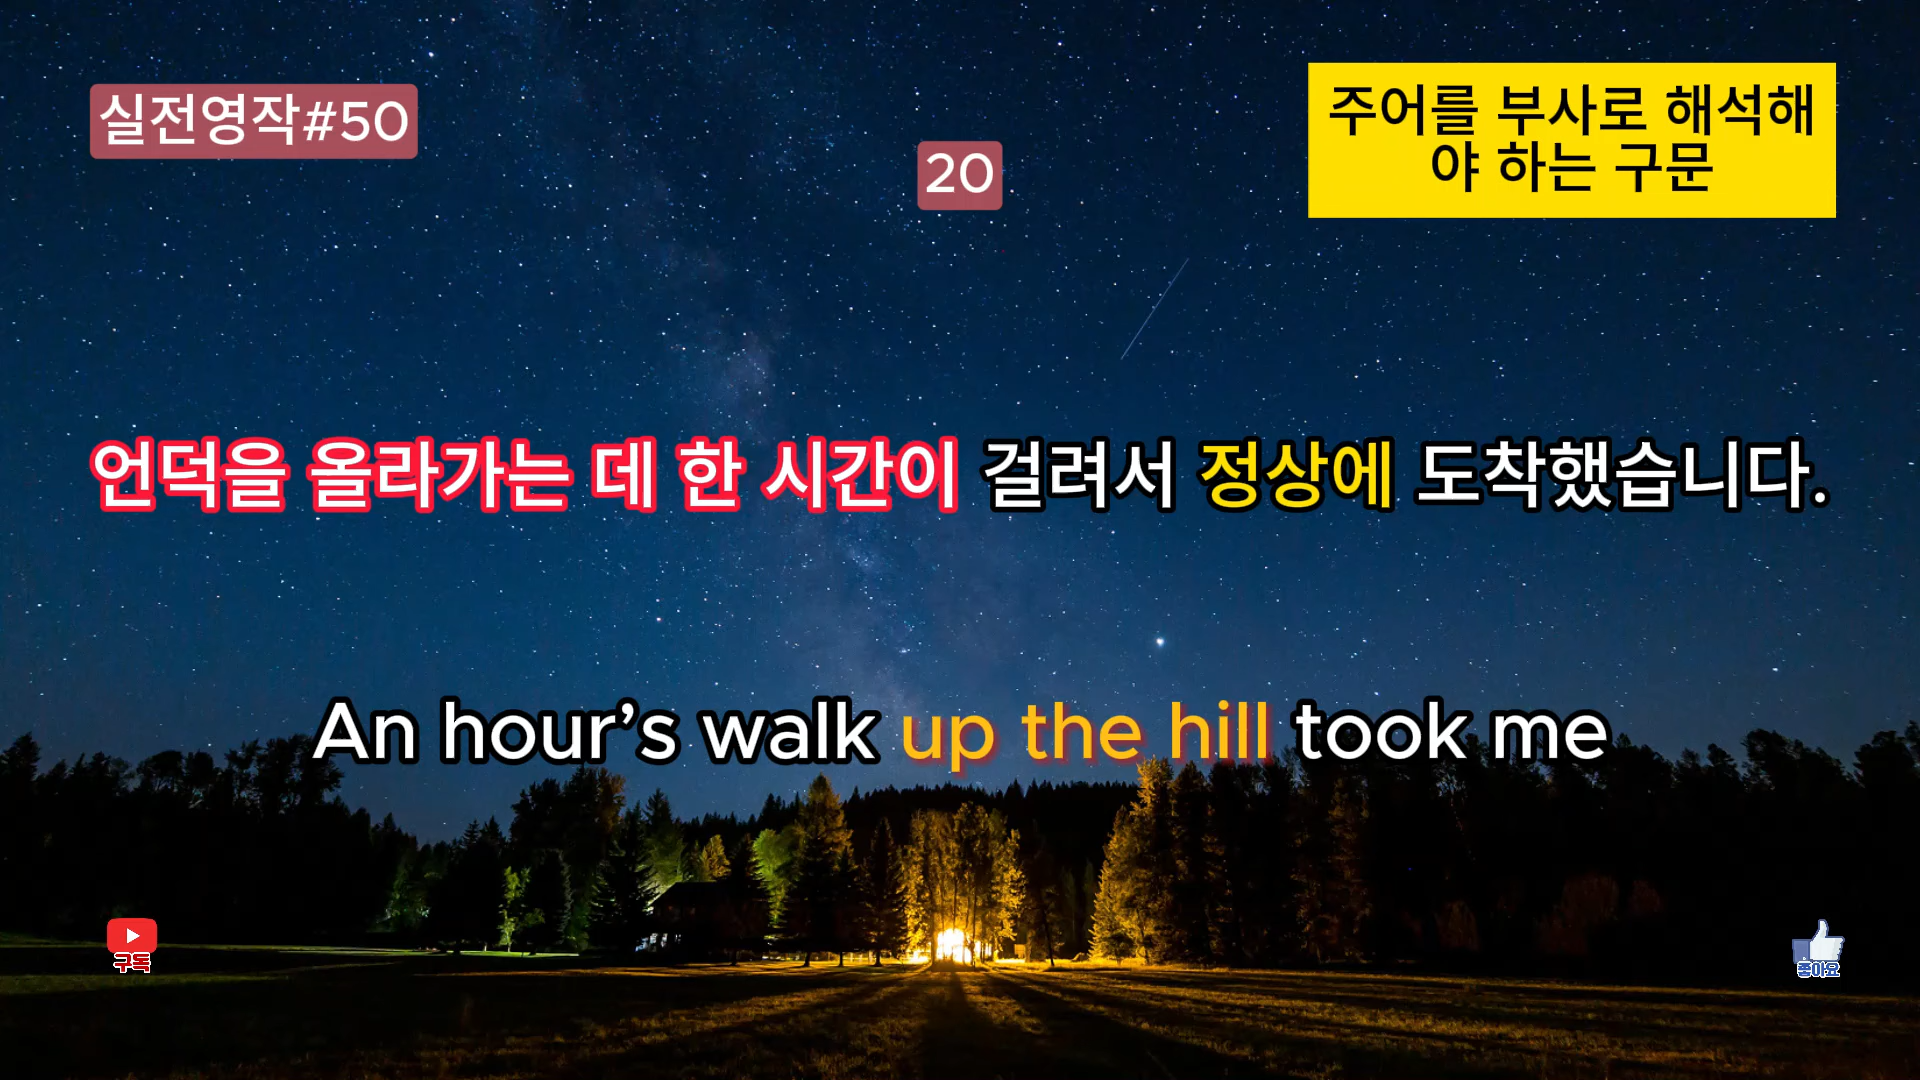 실전영작#50
20
주어를 부사로 해석해
야 하는 구문
언덕을 올라가는 데 한 시간이 걸려서 정상에 도착했습니다.
An hour’s walk up the hill took me
구독
좋아요